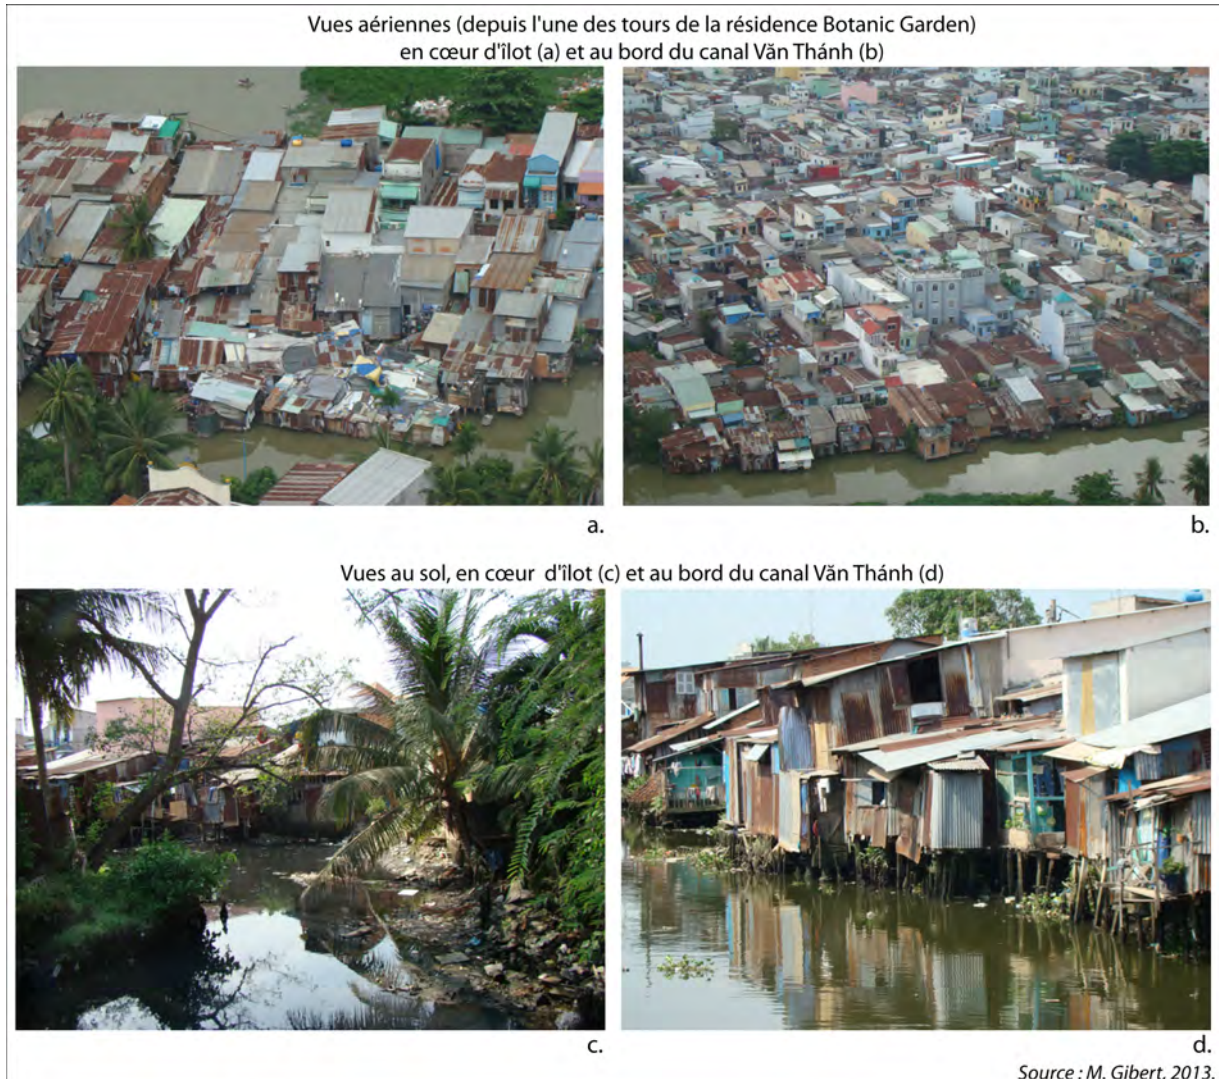 Vues aériennes (depuis l'une des tours de la résidence Botanic Garden)
en cœur d'îlot (a) et au bord du canal Văn Thánh (b)
a.
b.
Vues au sol, en cœur d'îlot (c) et au bord du canal Văn Thánh (d)
c.
d.
Source : M. Gibert, 2013.